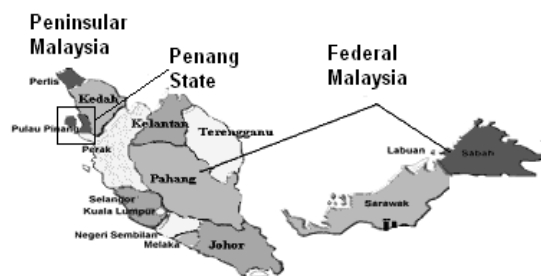 Peninsular
Malaysia
Penang
State
Federal
Malaysia
Perlis
Kedah
Pulau Pinang
Kelantan
Terengganu
Perak
Pahang
Selangor
Kuala Lumpur
Negeri Sembilan
Melaka
Johor
Labuan
Sabah
Sarawak